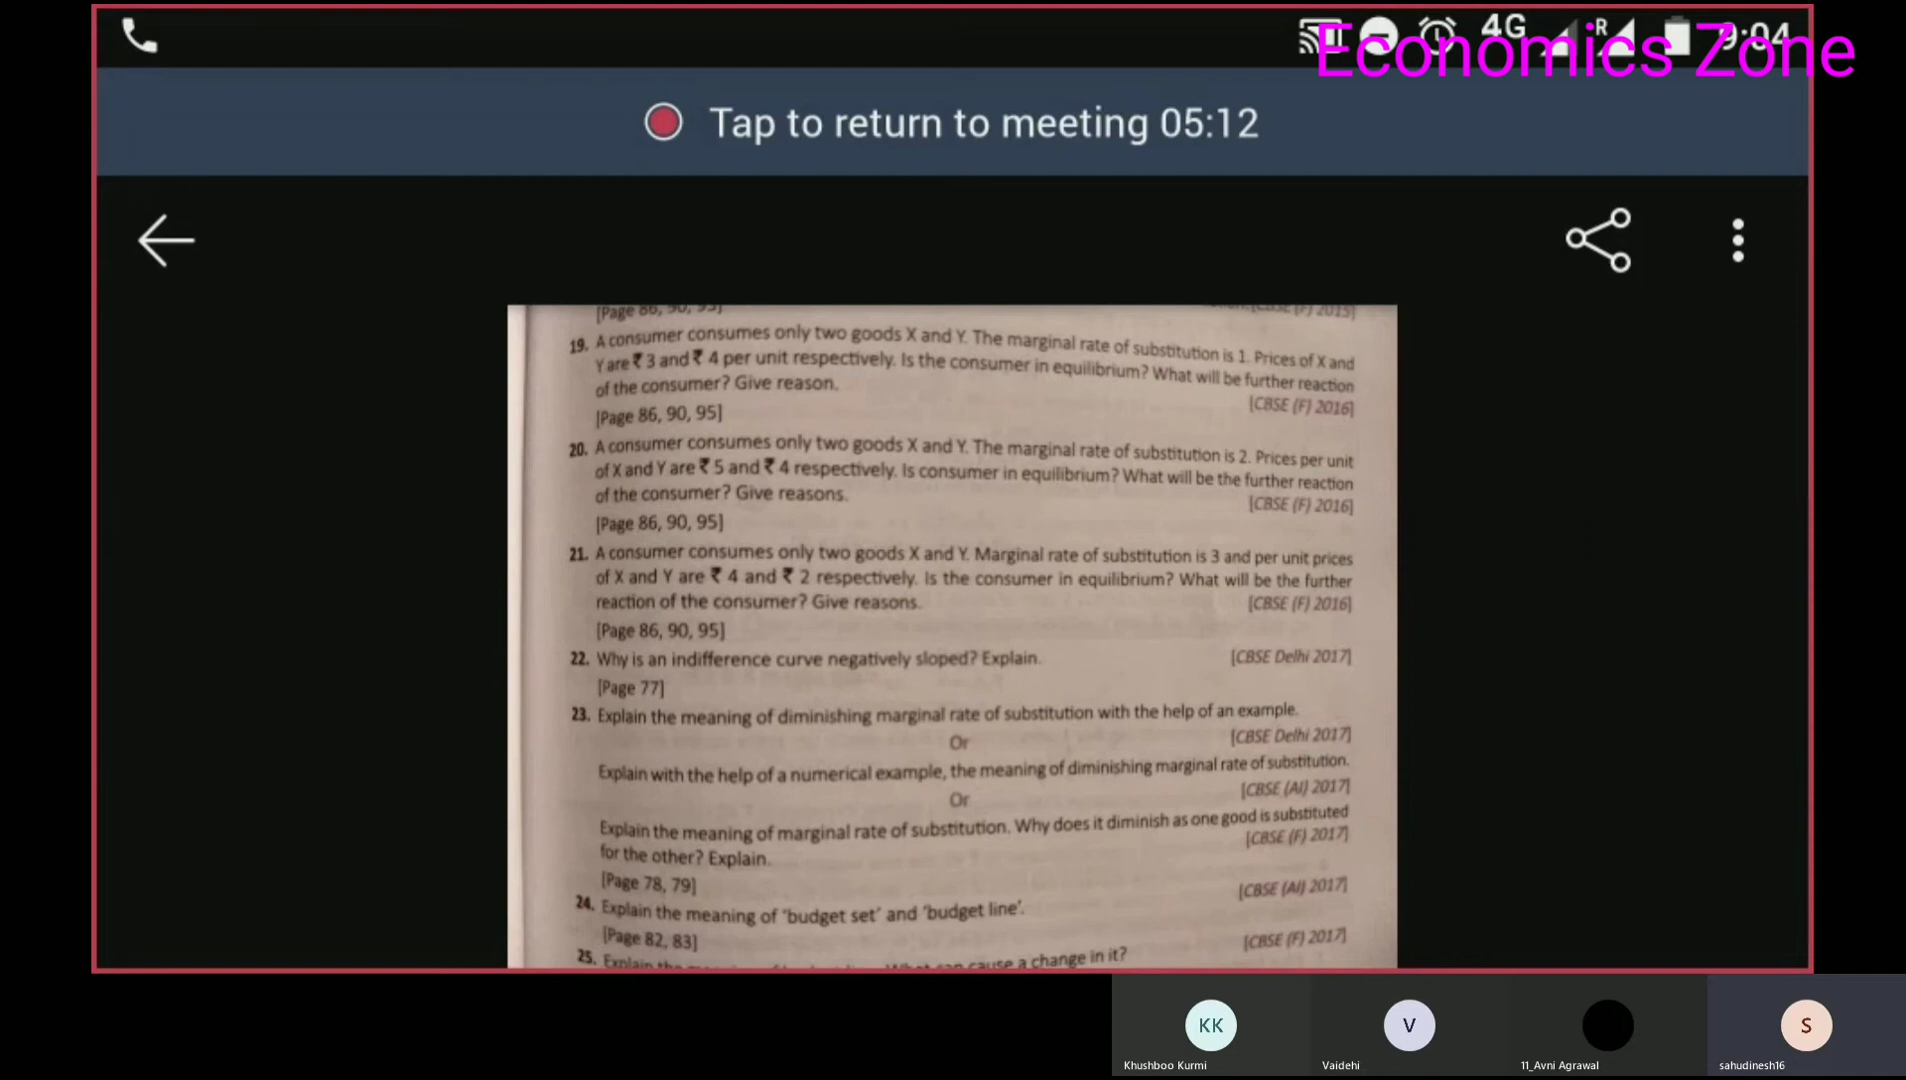 4G
R
9:04
Economics Zone
Tap to return to meeting 05:12
[Page 86, 90, 95]
[CBSE (F) 2015]
19. A consumer consumes only two goods X and Y. The marginal rate of substitution is 1. Prices of X and
Y are ₹ 3 and ₹ 4 per unit respectively. Is the consumer in equilibrium? What will be further reaction
of the consumer? Give reason.
[CBSE (F) 2016]
[Page 86, 90, 95]
20. A consumer consumes only two goods X and Y. The marginal rate of substitution is 2. Prices per unit
of X and Y are ₹ 5 and ₹ 4 respectively. Is consumer in equilibrium? What will be the further reaction
of the consumer? Give reasons.
[CBSE (F) 2016]
[Page 86, 90, 95]
21. A consumer consumes only two goods X and Y. Marginal rate of substitution is 3 and per unit prices
of X and Y are ₹ 4 and ₹ 2 respectively. Is the consumer in equilibrium? What will be the further
reaction of the consumer? Give reasons.
[CBSE (F) 2016]
[Page 86, 90, 95]
22. Why is an indifference curve negatively sloped? Explain.
[CBSE Delhi 2017]
[Page 77]
23. Explain the meaning of diminishing marginal rate of substitution with the help of an example.
[CBSE Delhi 2017]
Or
Explain with the help of a numerical example, the meaning of diminishing marginal rate of substitution.
[CBSE (AI) 2017]
Or
Explain the meaning of marginal rate of substitution. Why does it diminish as one good is substituted
for the other? Explain.
[CBSE (F) 2017]
[Page 78, 79]
24. Explain the meaning of 'budget set' and 'budget line'.
[CBSE (AI) 2017]
[Page 82, 83]
[CBSE (F) 2017]
25. Explain the cause a change in it?
KK
V
S
Khushboo Kurmi
Vaidehi
11_Avni Agrawal
sahudinesh16